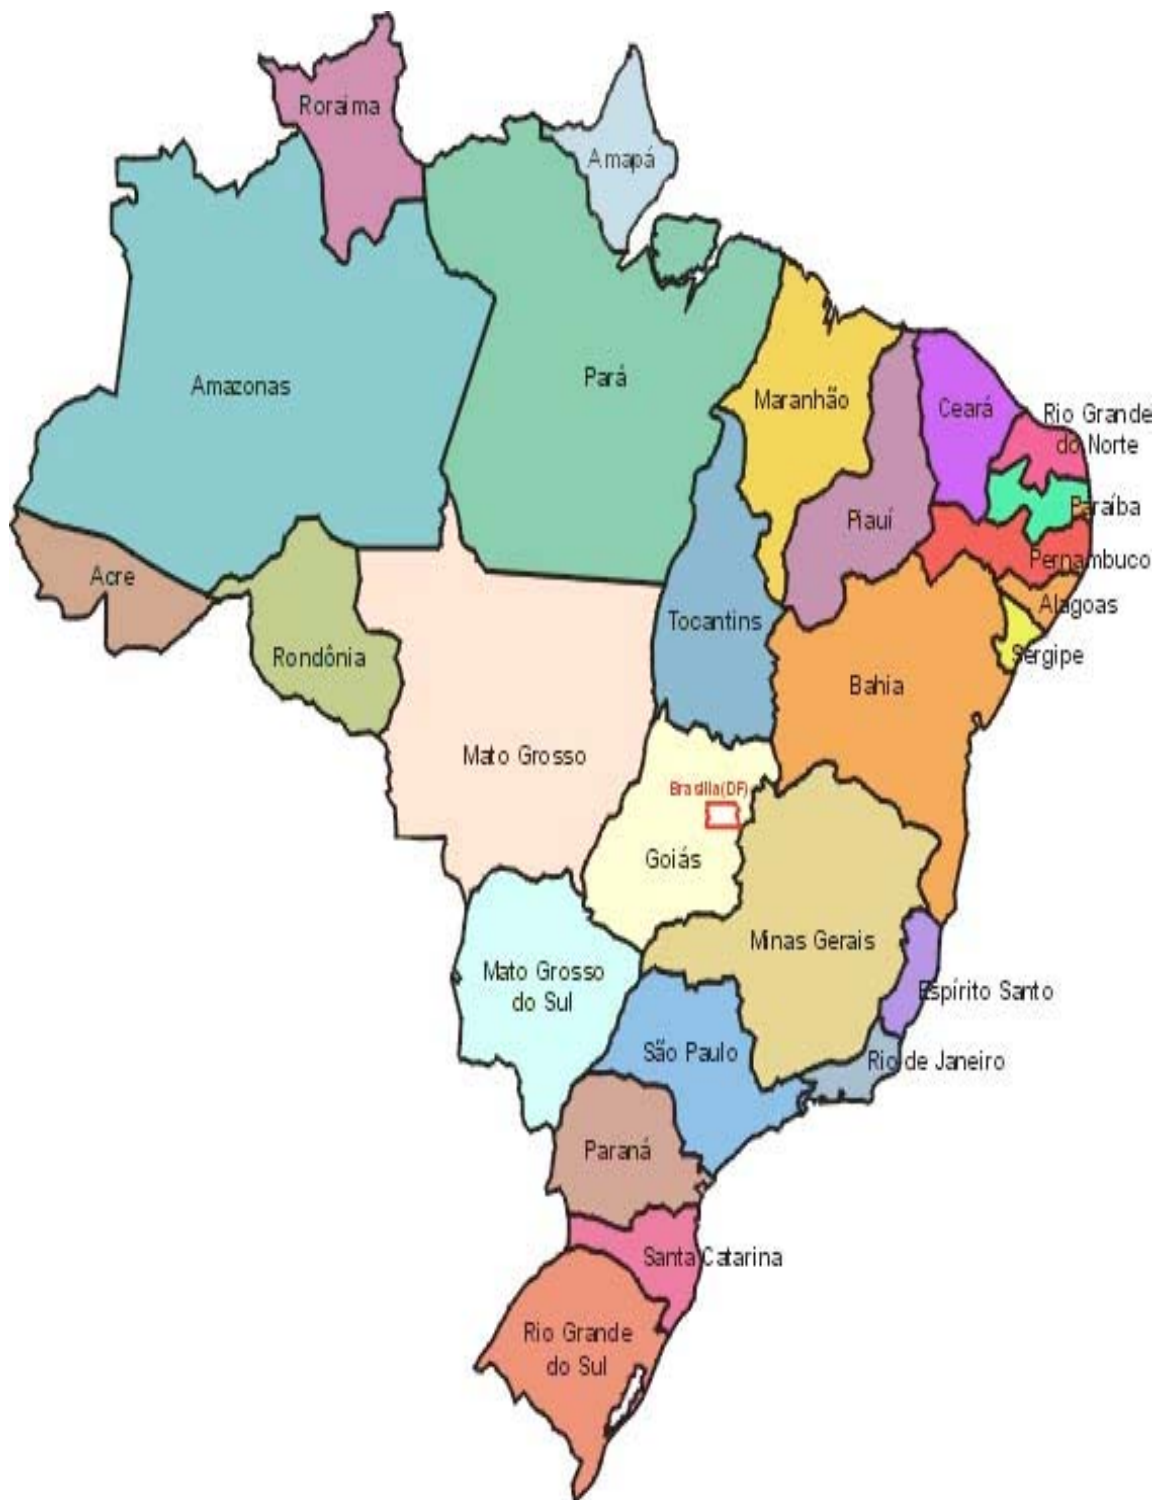 Roraima
Amapá
Amazonas
Pará
Maranhão
Ceará
Rio Grande
do Norte
Piauí
Paraíba
Pernambuco
Acre
Alagoas
Tocantins
Sergipe
Rondônia
Bahia
Mato Grosso
Brasília(DF)
Goiás
Minas Gerais
Mato Grosso
do Sul
Espírito Santo
São Paulo
Rio de Janeiro
Paraná
Santa Catarina
Rio Grande
do Sul